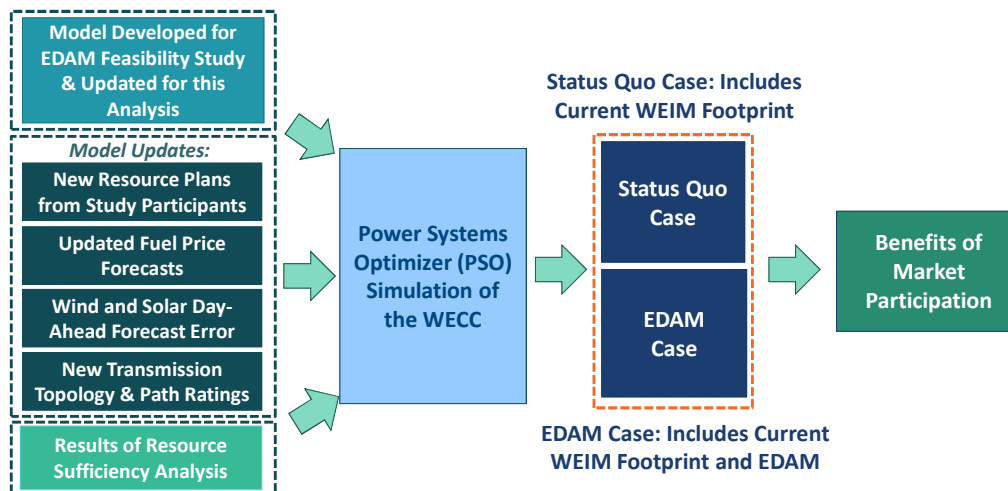 Model Developed for
EDAM Feasibility Study
& Updated for this
Analysis
Model Updates:
New Resource Plans
from Study Participants
Updated Fuel Price
Forecasts
Wind and Solar Day-
Ahead Forecast Error
New Transmission
Topology & Path Ratings
Results of Resource
Sufficiency Analysis
Power Systems
Optimizer (PSO)
Simulation of
the WECC
Status Quo Case: Includes
Current WEIM Footprint
Status Quo
Case
EDAM
Case
EDAM Case: Includes Current
WEIM Footprint and EDAM
Benefits of
Market
Participation